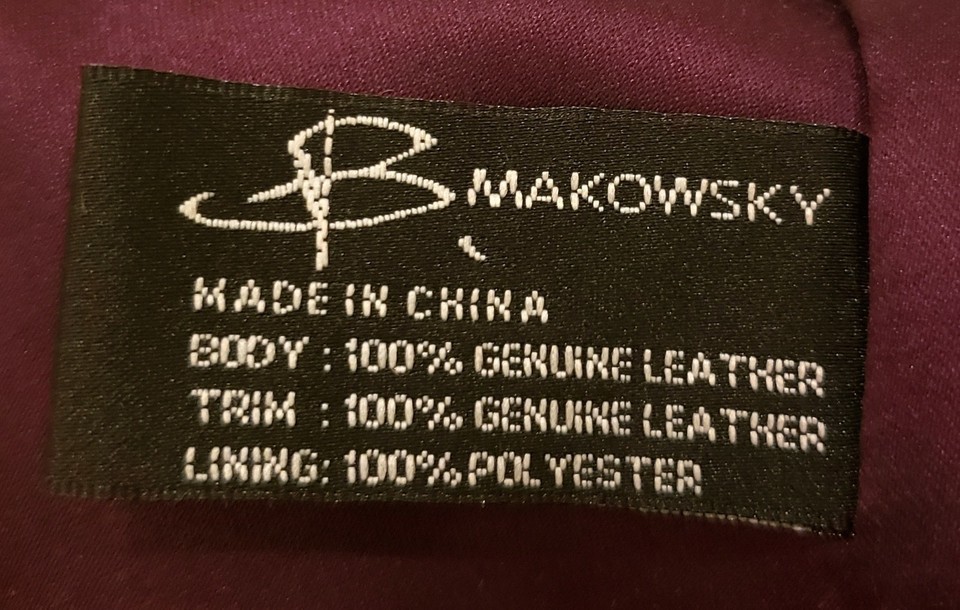 B MAKOWSKY
MADE IN CHINA
BODY : 100% GENUINE LEATHER
TRIM : 100% GENUINE LEATHER
LINING: 100% POLYESTER